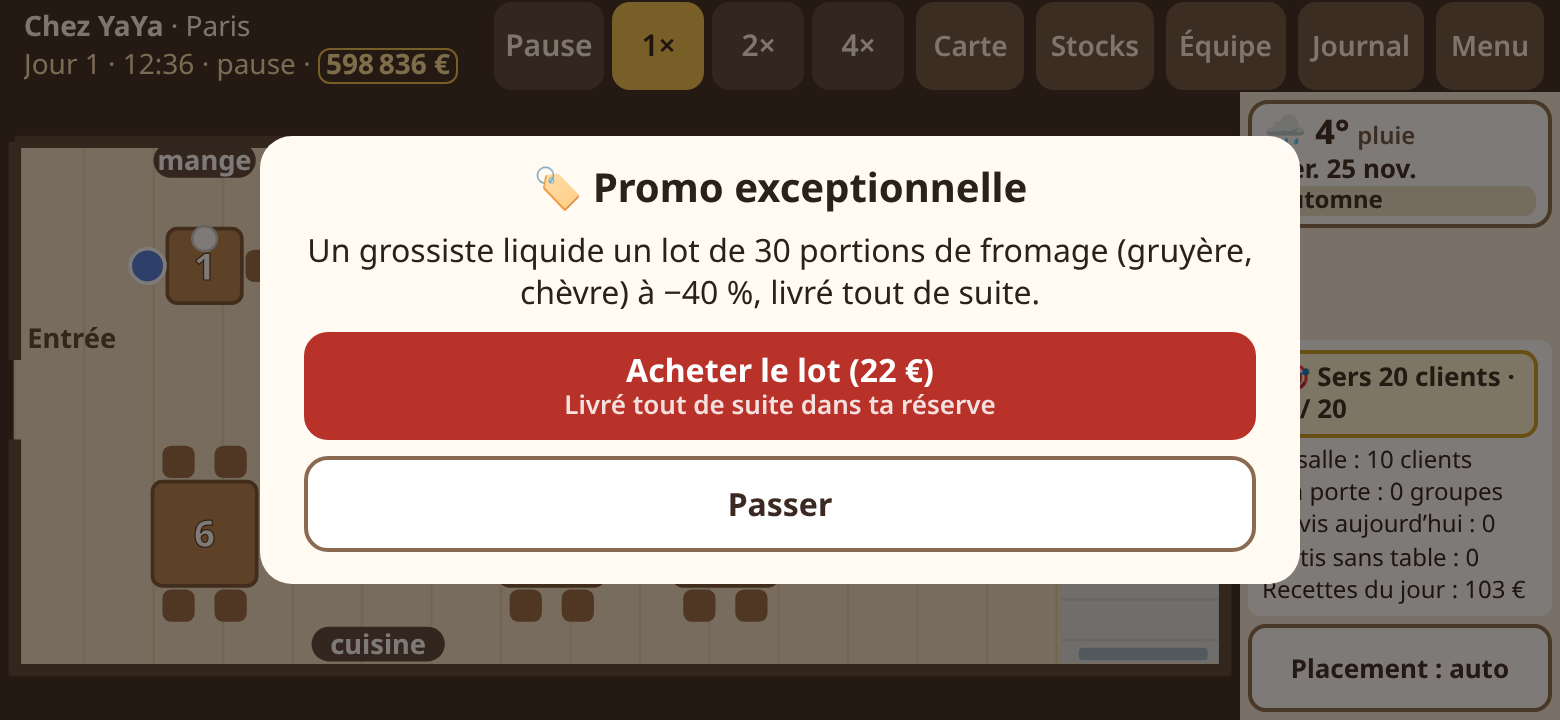 Chez YaYa · Paris
Jour 1 · 12:36 · pause · 598 836 €
Pause
1×
2×
4×
Carte
Stocks
Équipe
Journal
Menu
mange
1
Entrée
6
cuisine
🏷️ Promo exceptionnelle
Un grossiste liquide un lot de 30 portions de fromage (gruyère,
chèvre) à −40 %, livré tout de suite.
Acheter le lot (22 €)
Livré tout de suite dans ta réserve
Passer
4° pluie
er. 25 nov.
utomne
Sers 20 clients ·
/ 20
salle : 10 clients
porte : 0 groupes
vis aujourd’hui : 0
tis sans table : 0
Recettes du jour : 103 €
Placement : auto